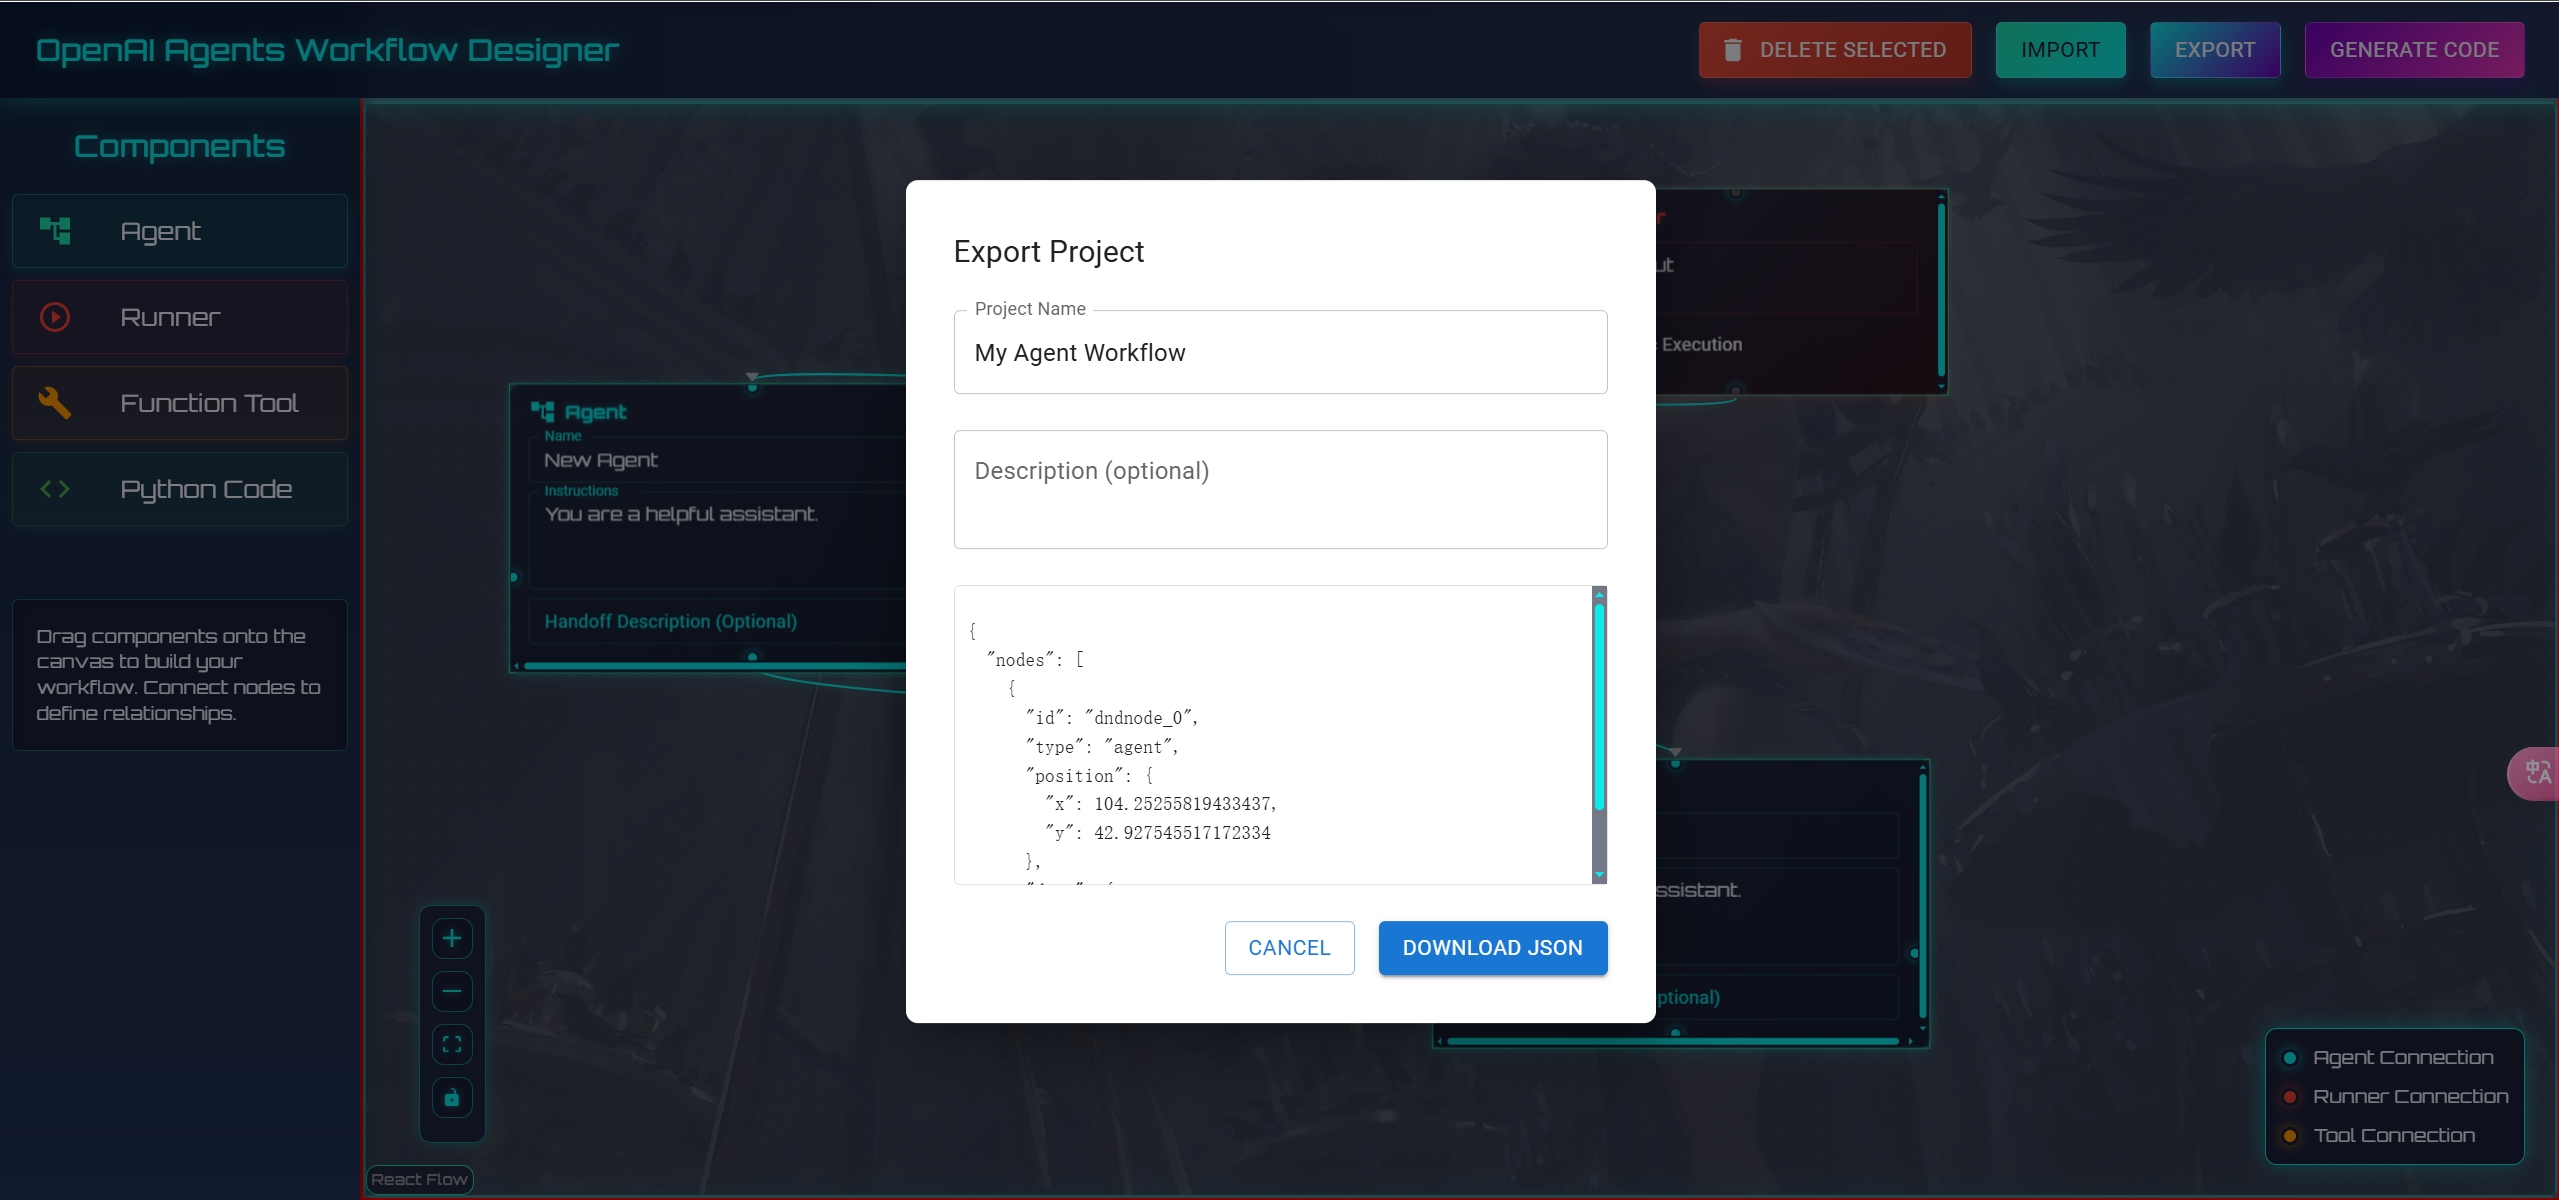 OpenAI Agents Workflow Designer
DELETE SELECTED
IMPORT
EXPORT
GENERATE CODE
Components
Agent
Runner
Function Tool
Python Code
Drag components onto the
canvas to build your
workflow. Connect nodes to
define relationships.
Agent
Name
New Agent
Instructions
You are a helpful assistant.
Handoff Description (Optional)
Execution
Export Project
Project Name
My Agent Workflow
Description (optional)
{
"nodes": [
{
"id": "dndnode_0",
"type": "agent",
"position": {
"x": 104.25255819433437,
"y": 42.927545517172334
},
CANCEL
DOWNLOAD JSON
Agent Connection
Runner Connection
Tool Connection
React Flow